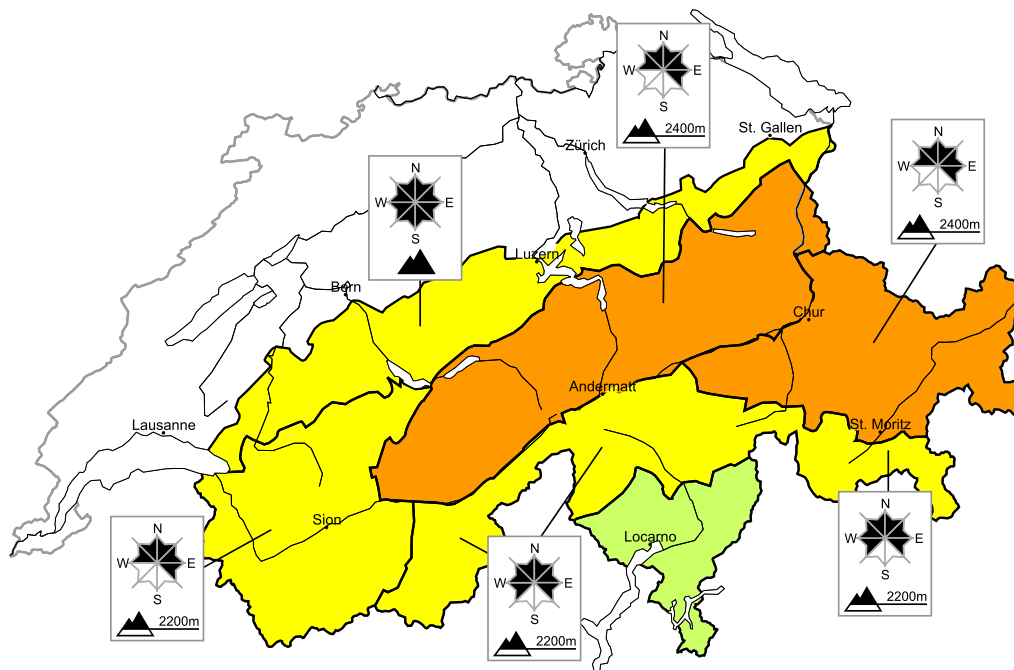 N
W E
S
2400m
St. Gallen
Zürich
N
W E
S
2400m
N
W E
S
Luzern
Bern
Chur
Andermatt
Lausanne
St. Moritz
Sion
Locarno
N
W E
S
2200m
N
W E
S
2200m
N
W E
S
2200m